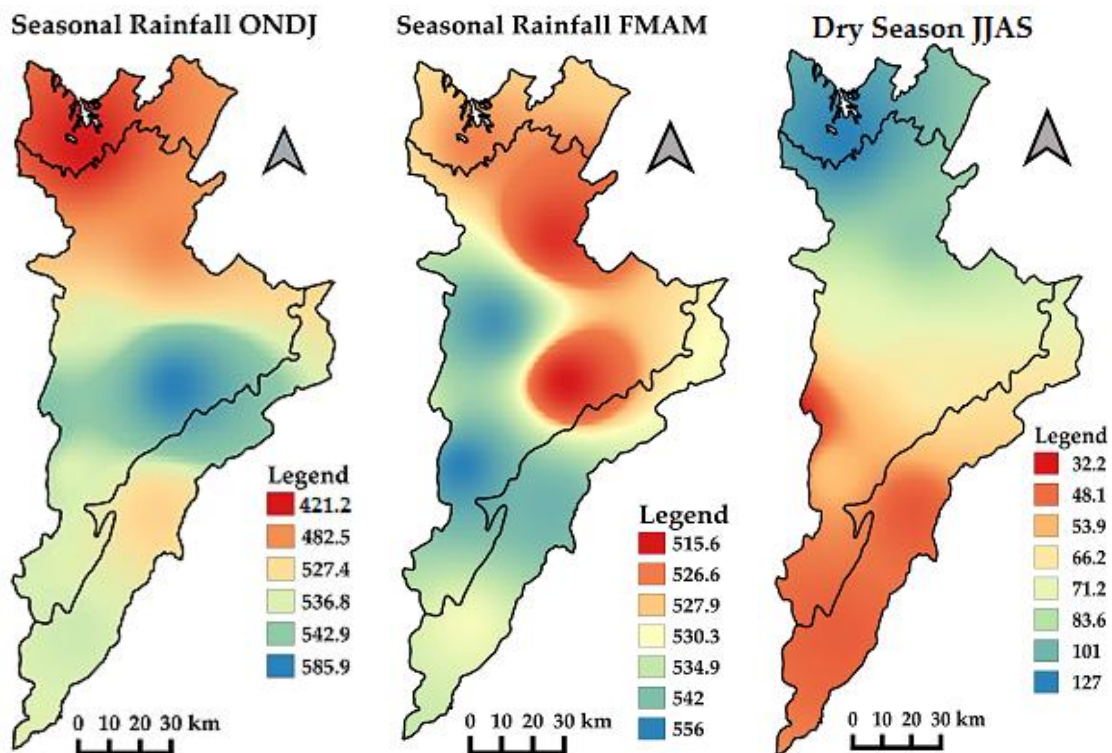 Seasonal Rainfall ONDJ
Legend
421.2
482.5
527.4
536.8
542.9
585.9
0 10 20 30 km
Seasonal Rainfall FMAM
Legend
515.6
526.6
527.9
530.3
534.9
542
556
0 10 20 30 km
Dry Season JJAS
Legend
32.2
48.1
53.9
66.2
71.2
83.6
101
127
0 10 20 30 km